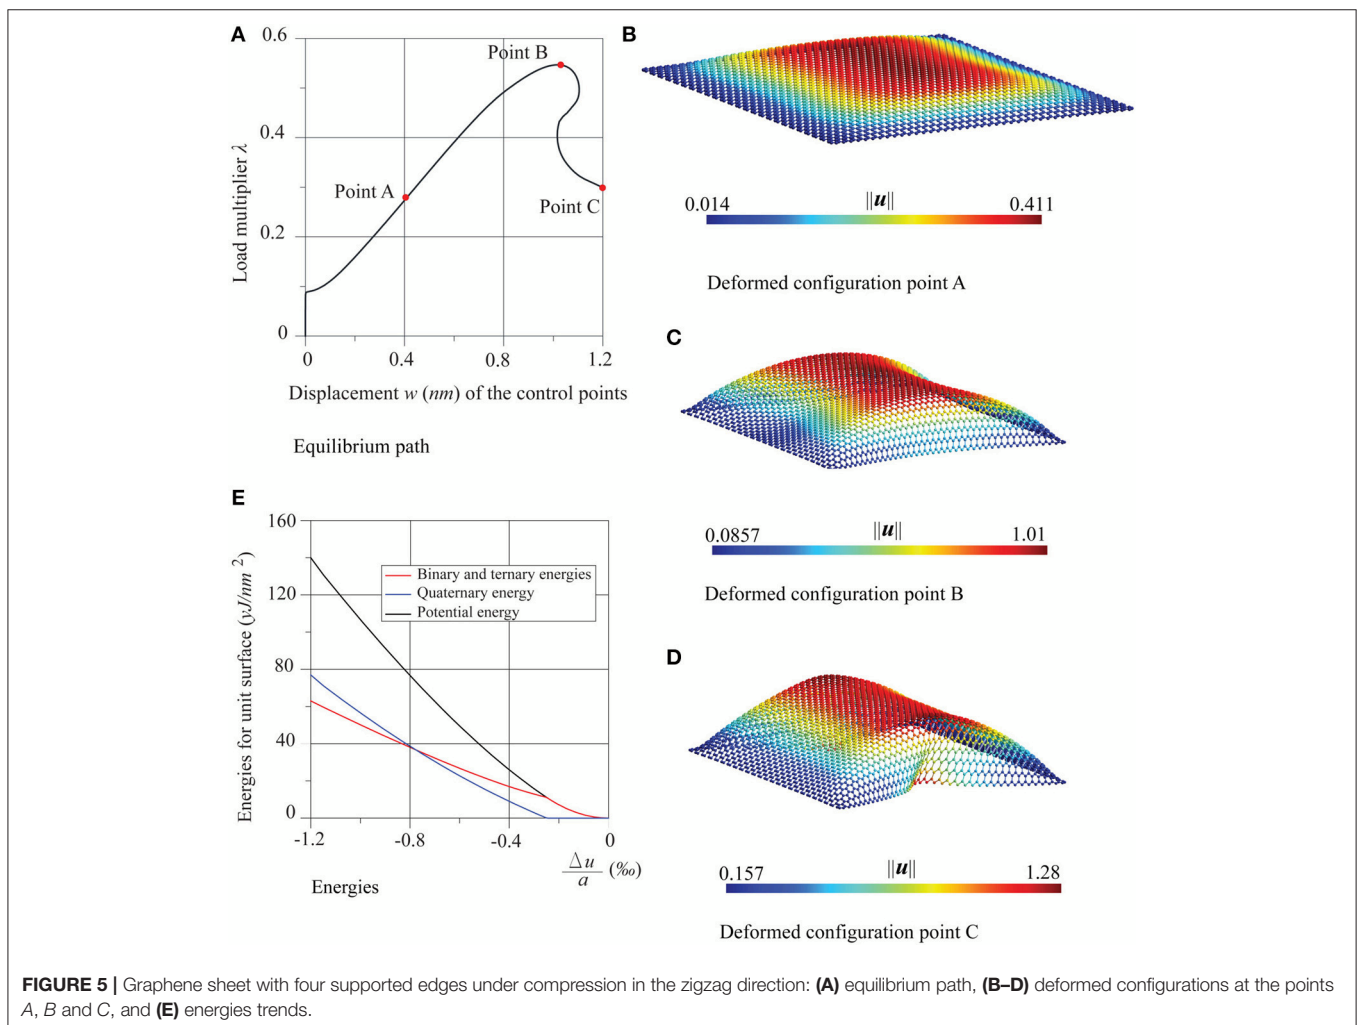 A
0.6
0.4
0.2
0
Load multiplier λ
Point B
Point A
Point C
0 0.4 0.8 1.2
Displacement w (nm) of the control points
Equilibrium path
B
||u||
0.014 0.411
Deformed configuration point A
C
||u||
0.0857 1.01
Deformed configuration point B
D
||u||
0.157 1.28
Deformed configuration point C
E
160
120
80
40
0
Energies for unit surface (yJ/nm ²)
Binary and ternary energies
Quaternary energy
Potential energy
-1.2 -0.8 -0.4 0
Δu/a (‰)
Energies
FIGURE 5 | Graphene sheet with four supported edges under compression in the zigzag direction: (A) equilibrium path, (B–D) deformed configurations at the points
A, B and C, and (E) energies trends.